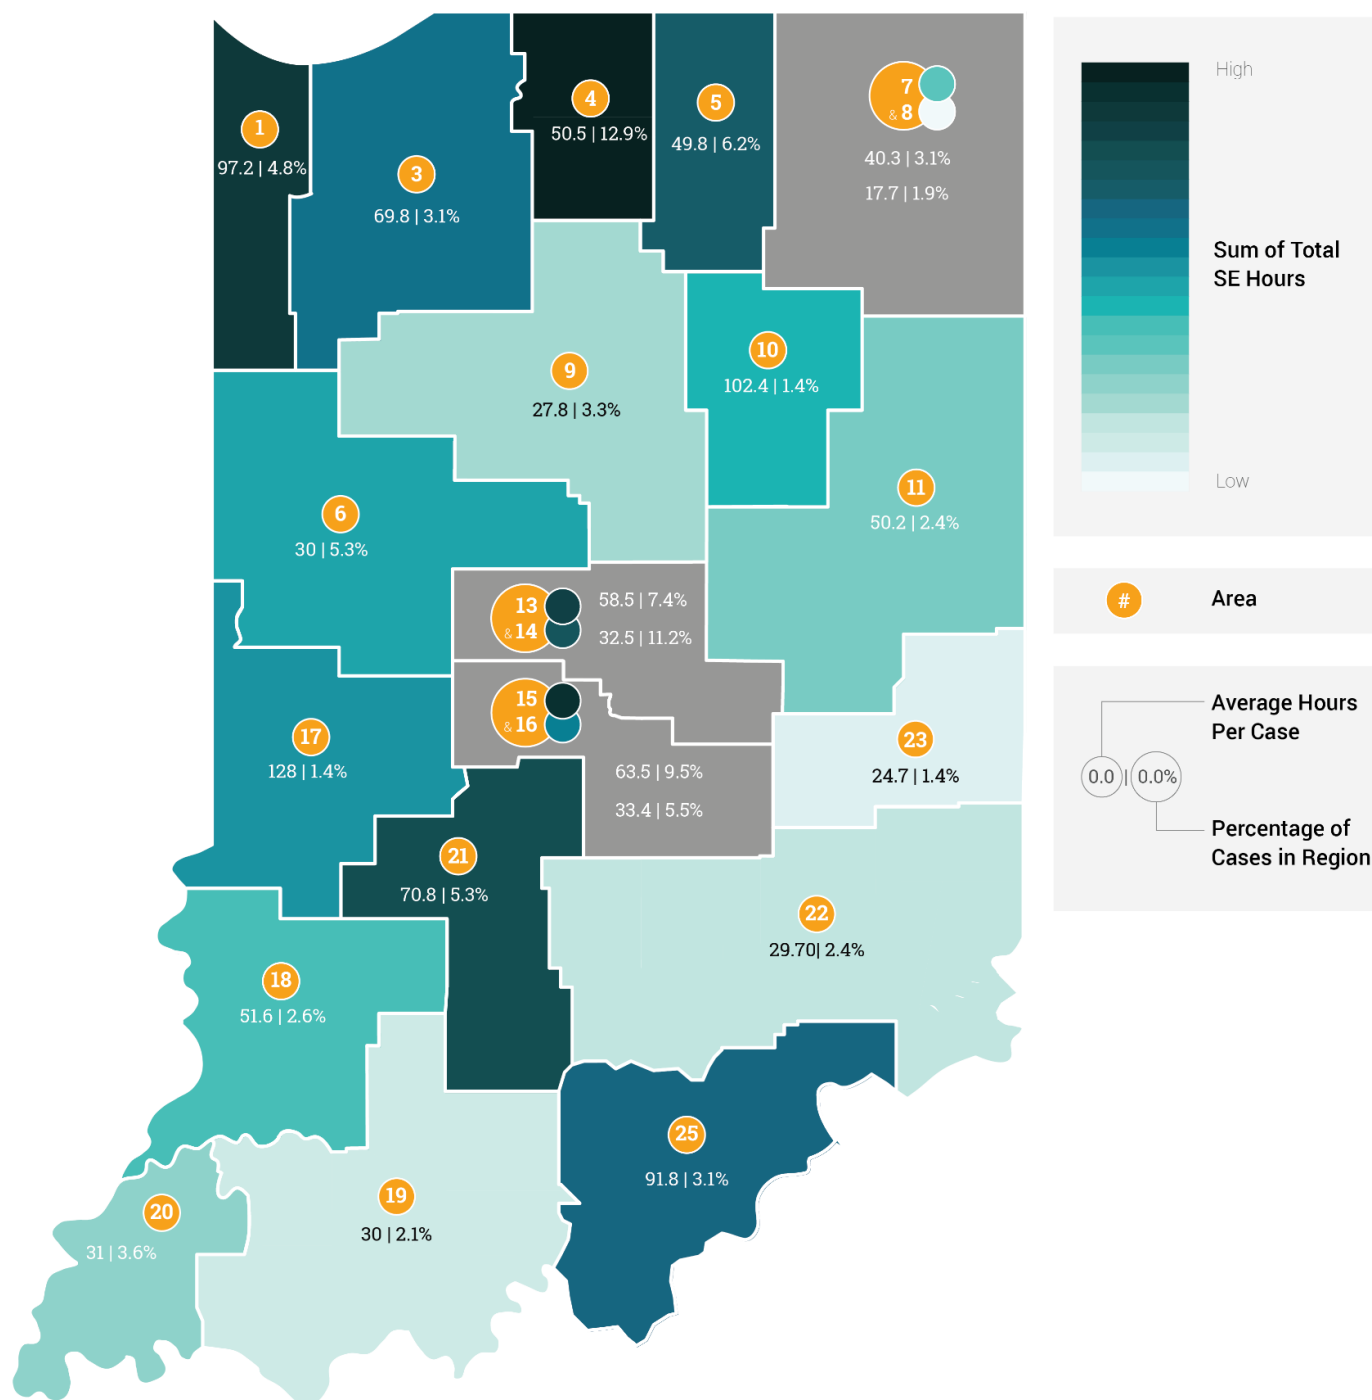 1
97.2 | 4.8%
3
69.8 | 3.1%
4
50.5 | 12.9%
5
49.8 | 6.2%
7
& 8
40.3 | 3.1%
17.7 | 1.9%
9
27.8 | 3.3%
10
102.4 | 1.4%
11
50.2 | 2.4%
6
30 | 5.3%
13
& 14
58.5 | 7.4%
32.5 | 11.2%
15
& 16
63.5 | 9.5%
33.4 | 5.5%
17
128 | 1.4%
23
24.7 | 1.4%
21
70.8 | 5.3%
22
29.70| 2.4%
18
51.6 | 2.6%
25
91.8 | 3.1%
19
30 | 2.1%
20
31 | 3.6%
High
Sum of Total
SE Hours
Low
#
Area
Average Hours
Per Case
0.0 | 0.0%
Percentage of
Cases in Region